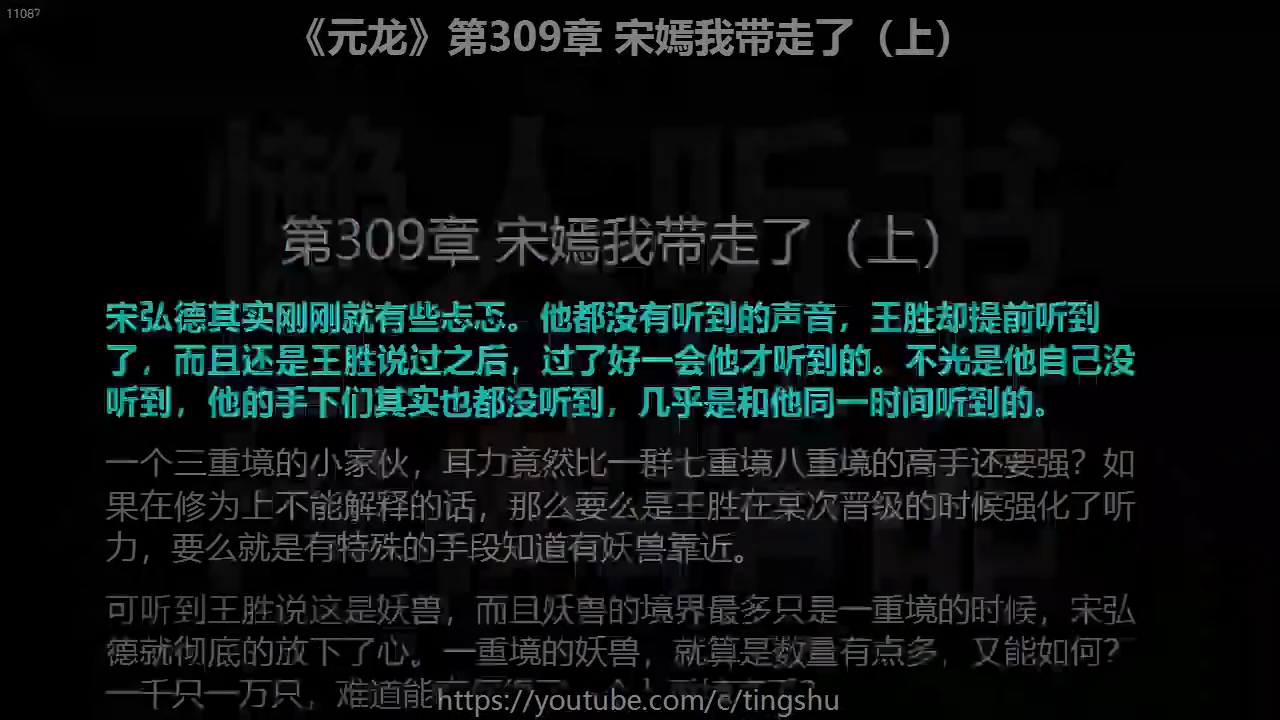 11087
《元龙》第309章 宋嫣我带走了（上）
懒人听书
第309章 宋嫣我带走了（上）
宋弘德其实刚刚就有些忐忑。他都没有听到的声音，王胜却提前听到
了，而且还是王胜说过之后，过了好一会他才听到的。不光是他自己没
听到，他的手下们其实也都没听到，几乎是和他同一时间听到的。
一个三重境的小家伙，耳力竟然比一群七重境八重境的高手还要强？如
果在修为上不能解释的话，那么要么是王胜在某次晋级的时候强化了听
力，要么就是有特殊的手段知道有妖兽靠近。
可听到王胜说这是妖兽，而且妖兽的境界最多只是一重境的时候，宋弘
德就彻底的放下了心。一重境的妖兽，就算是数量有点多，又能如何？
一千只一万只，难道能
https://youtube.com/c/tingshu